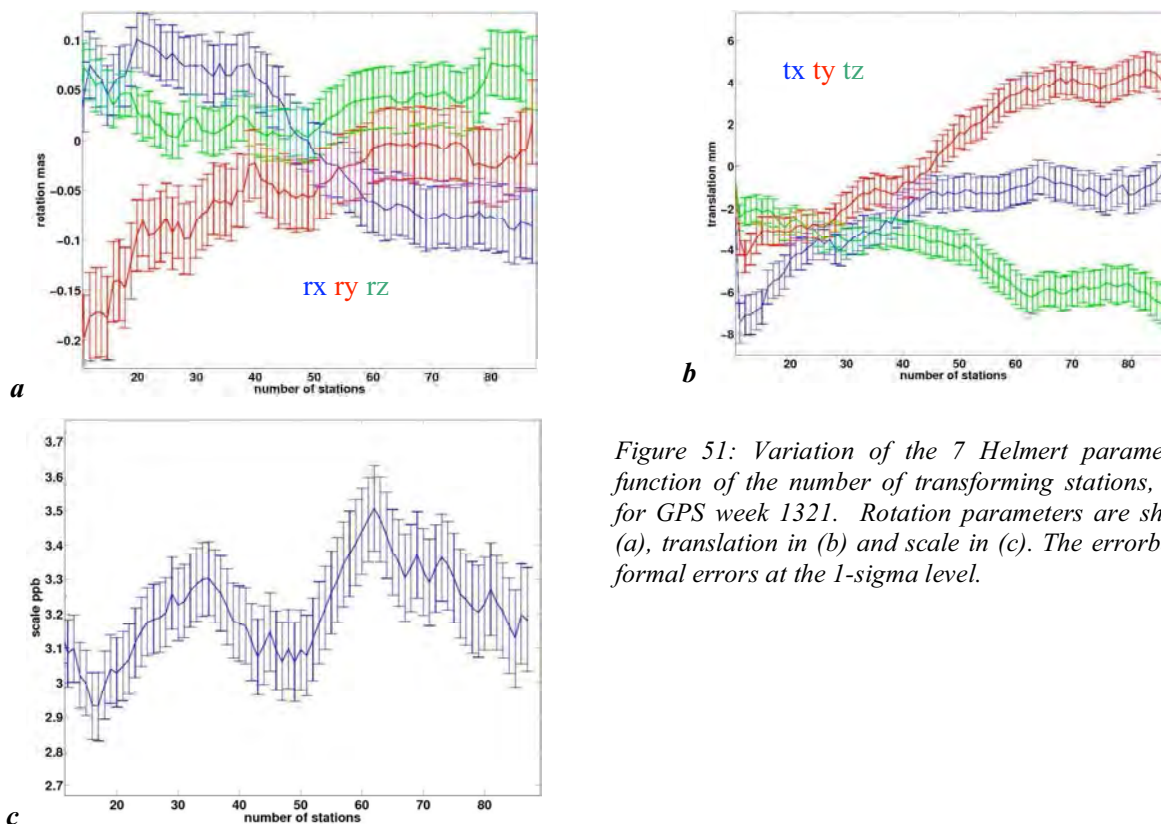 0.1
0.05
0
−0.05
−0.1
−0.15
−0.2
rotation mas
rx ry rz
20 30 40 50 60 70 80
number of stations
a
6
4
2
0
−2
−4
−6
−8
translation mm
tx ty tz
20 30 40 50 60 70 80
number of stations
b
3.7
3.6
3.5
3.4
3.3
3.2
3.1
3
2.9
2.8
2.7
scale ppb
20 30 40 50 60 70 80
number of stations
c
Figure 51: Variation of the 7 Helmert parame
function of the number of transforming stations,
for GPS week 1321. Rotation parameters are sh
(a), translation in (b) and scale in (c). The errorb
formal errors at the 1-sigma level.